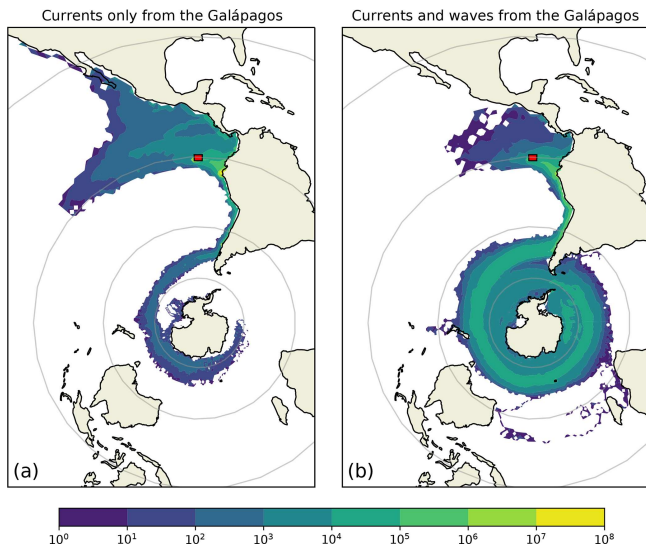 Currents only from the Galápagos
Currents and waves from the Galápagos
(a)
(b)
10⁰ 10¹ 10² 10³ 10⁴ 10⁵ 10⁶ 10⁷ 10⁸